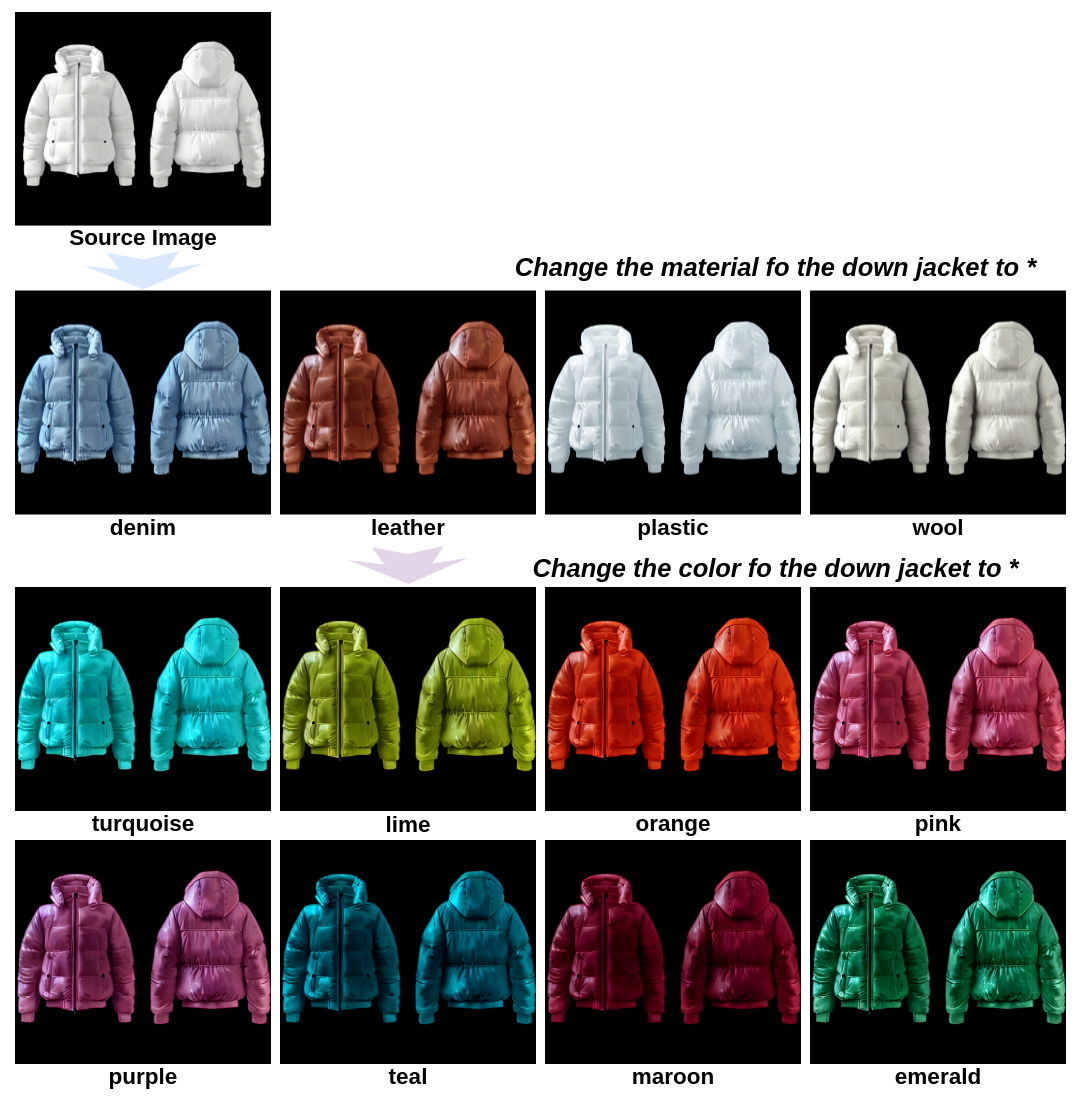 Source Image
Change the material fo the down jacket to *
denim
leather
plastic
wool
Change the color fo the down jacket to *
turquoise
lime
orange
pink
purple
teal
maroon
emerald